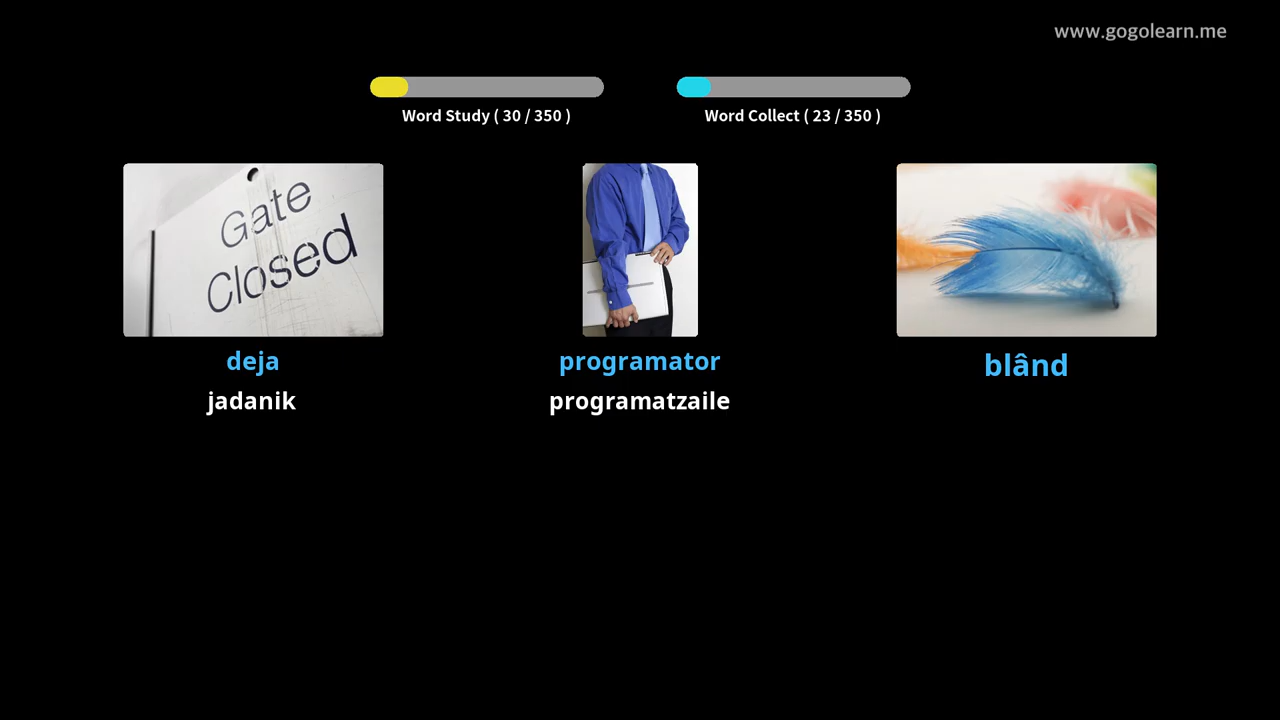 www.gogolearn.me
Word Study ( 30 / 350 )
Word Collect ( 23 / 350 )
Gate
Closed
deja
jadanik
programator
programatzaile
blând